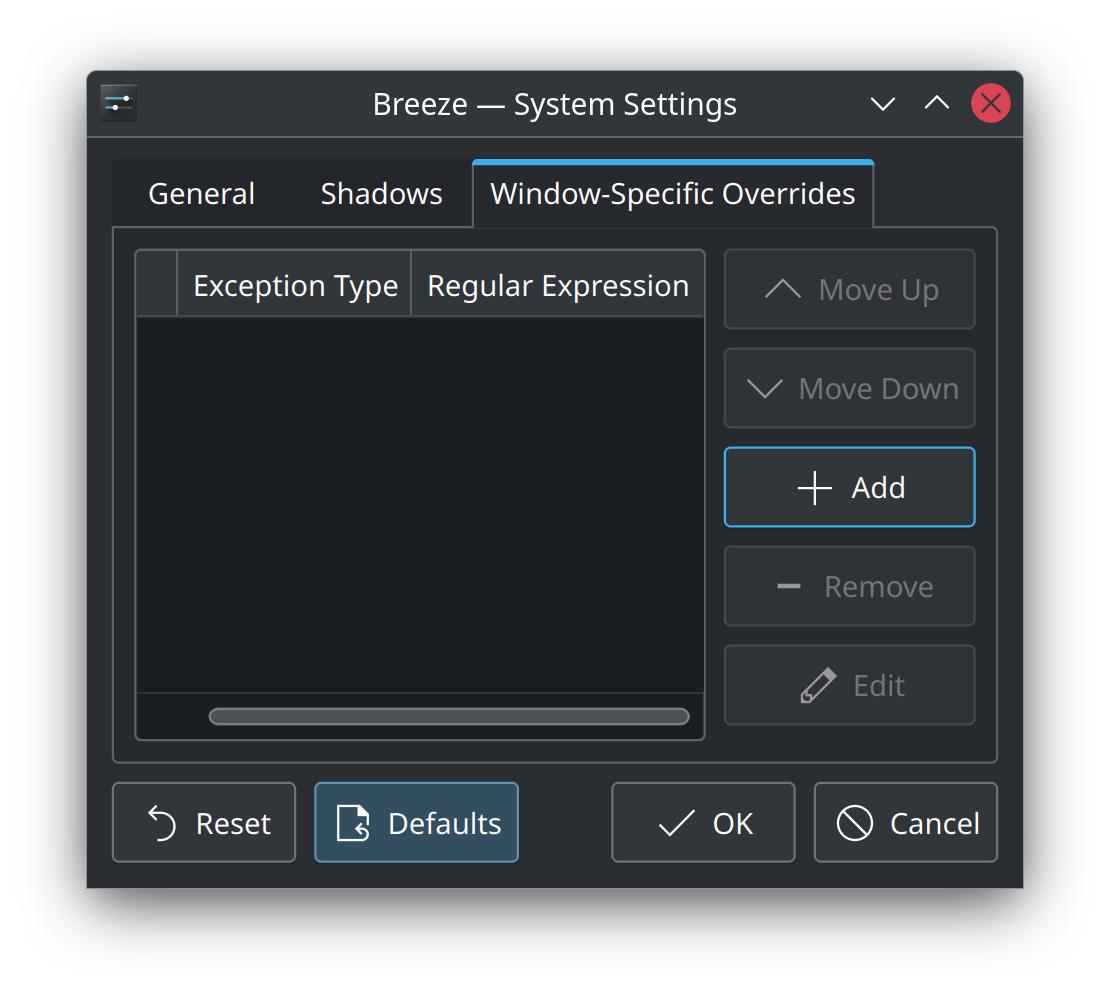 Breeze — System Settings
General Shadows Window-Specific Overrides
Exception Type Regular Expression
Move Up
Move Down
Add
Remove
Edit
Reset Defaults OK Cancel